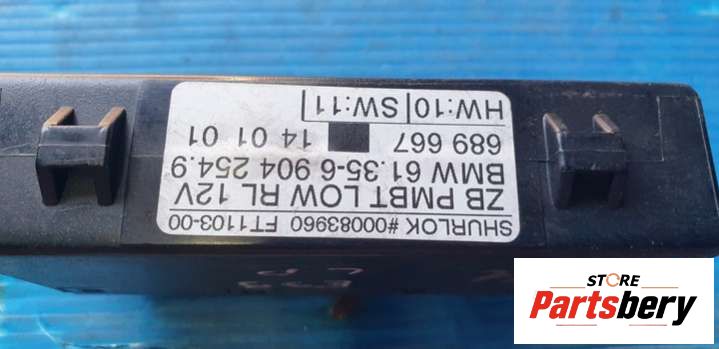 SHURLOK #00083960 FT1103-00
ZB PMBT LOW RL 12V
BMW 61.35-6 904 254.9
689 667 14 01 01
HW:10 SW:11
STORE
Partsbery